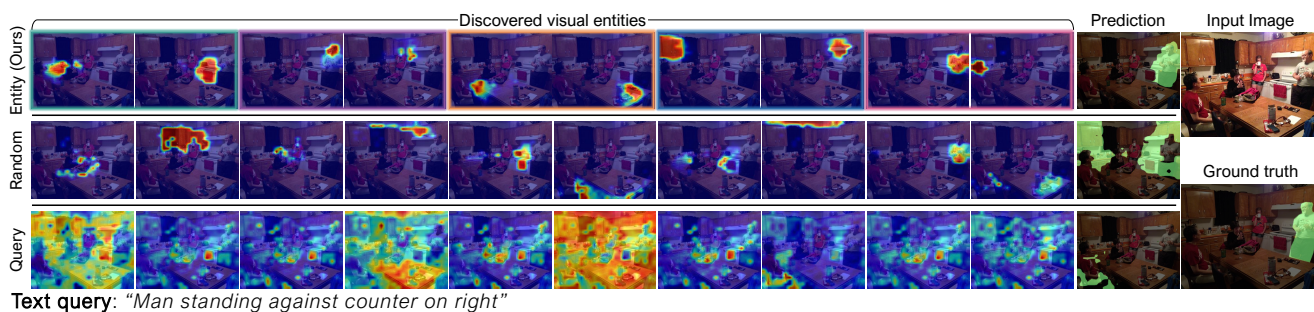 Discovered visual entities
Prediction
Input Image
Entity (Ours)
Random
Ground truth
Query
Text query: “Man standing against counter on right”